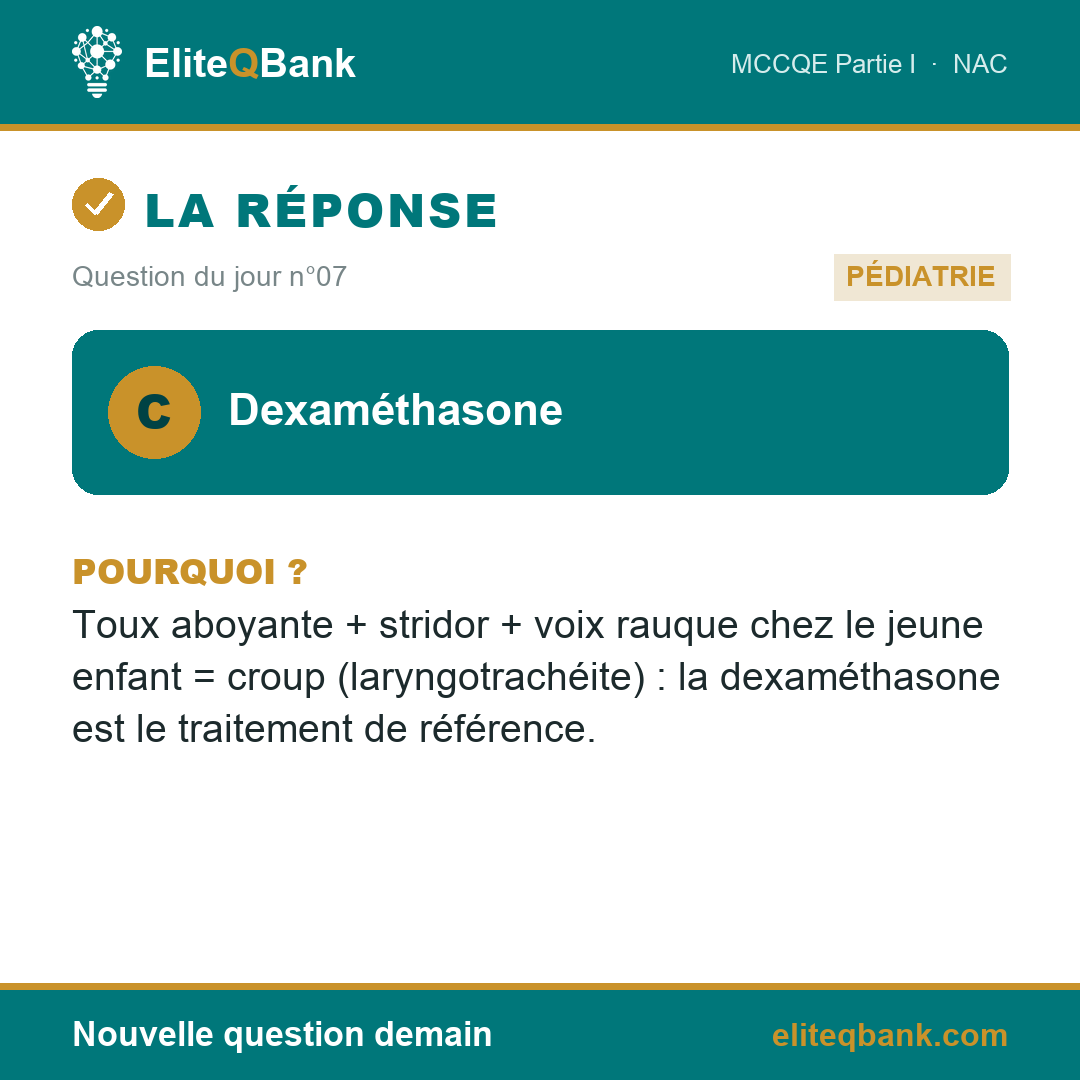 EliteQBank
MCCQE Partie I · NAC
LA RÉPONSE
Question du jour n°07
PÉDIATRIE
C
Dexaméthasone
POURQUOI ?
Toux aboyante + stridor + voix rauque chez le jeune
enfant = croup (laryngotrachéite) : la dexaméthasone
est le traitement de référence.
Nouvelle question demain
eliteqbank.com